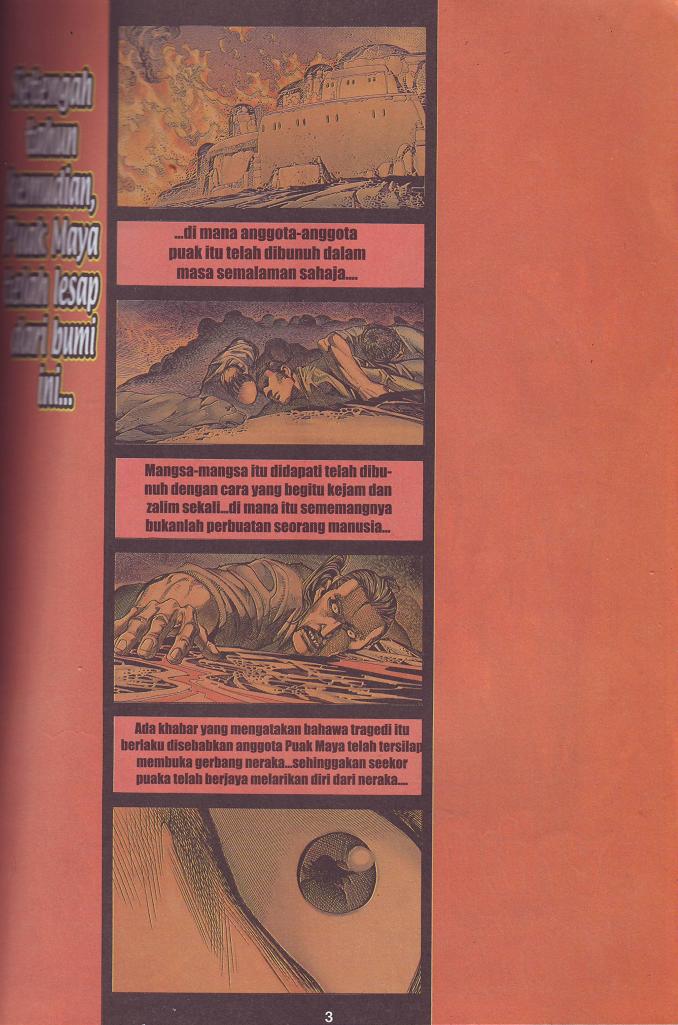 Setengah
tahun
kemudian,
Puak Maya
telah lesap
dari bumi
ini...
...di mana anggota-anggota
puak itu telah dibunuh dalam
masa semalaman sahaja....
Mangsa-mangsa itu didapati telah dibu-
nuh dengan cara yang begitu kejam dan
zalim sekali...di mana itu sememangnya
bukanlah perbuatan seorang manusia...
Ada khabar yang mengatakan bahawa tragedi itu
berlaku disebabkan anggota Puak Maya telah tersilap
membuka gerbang neraka...sehinggakan seekor
puaka telah berjaya melarikan diri dari neraka....
3